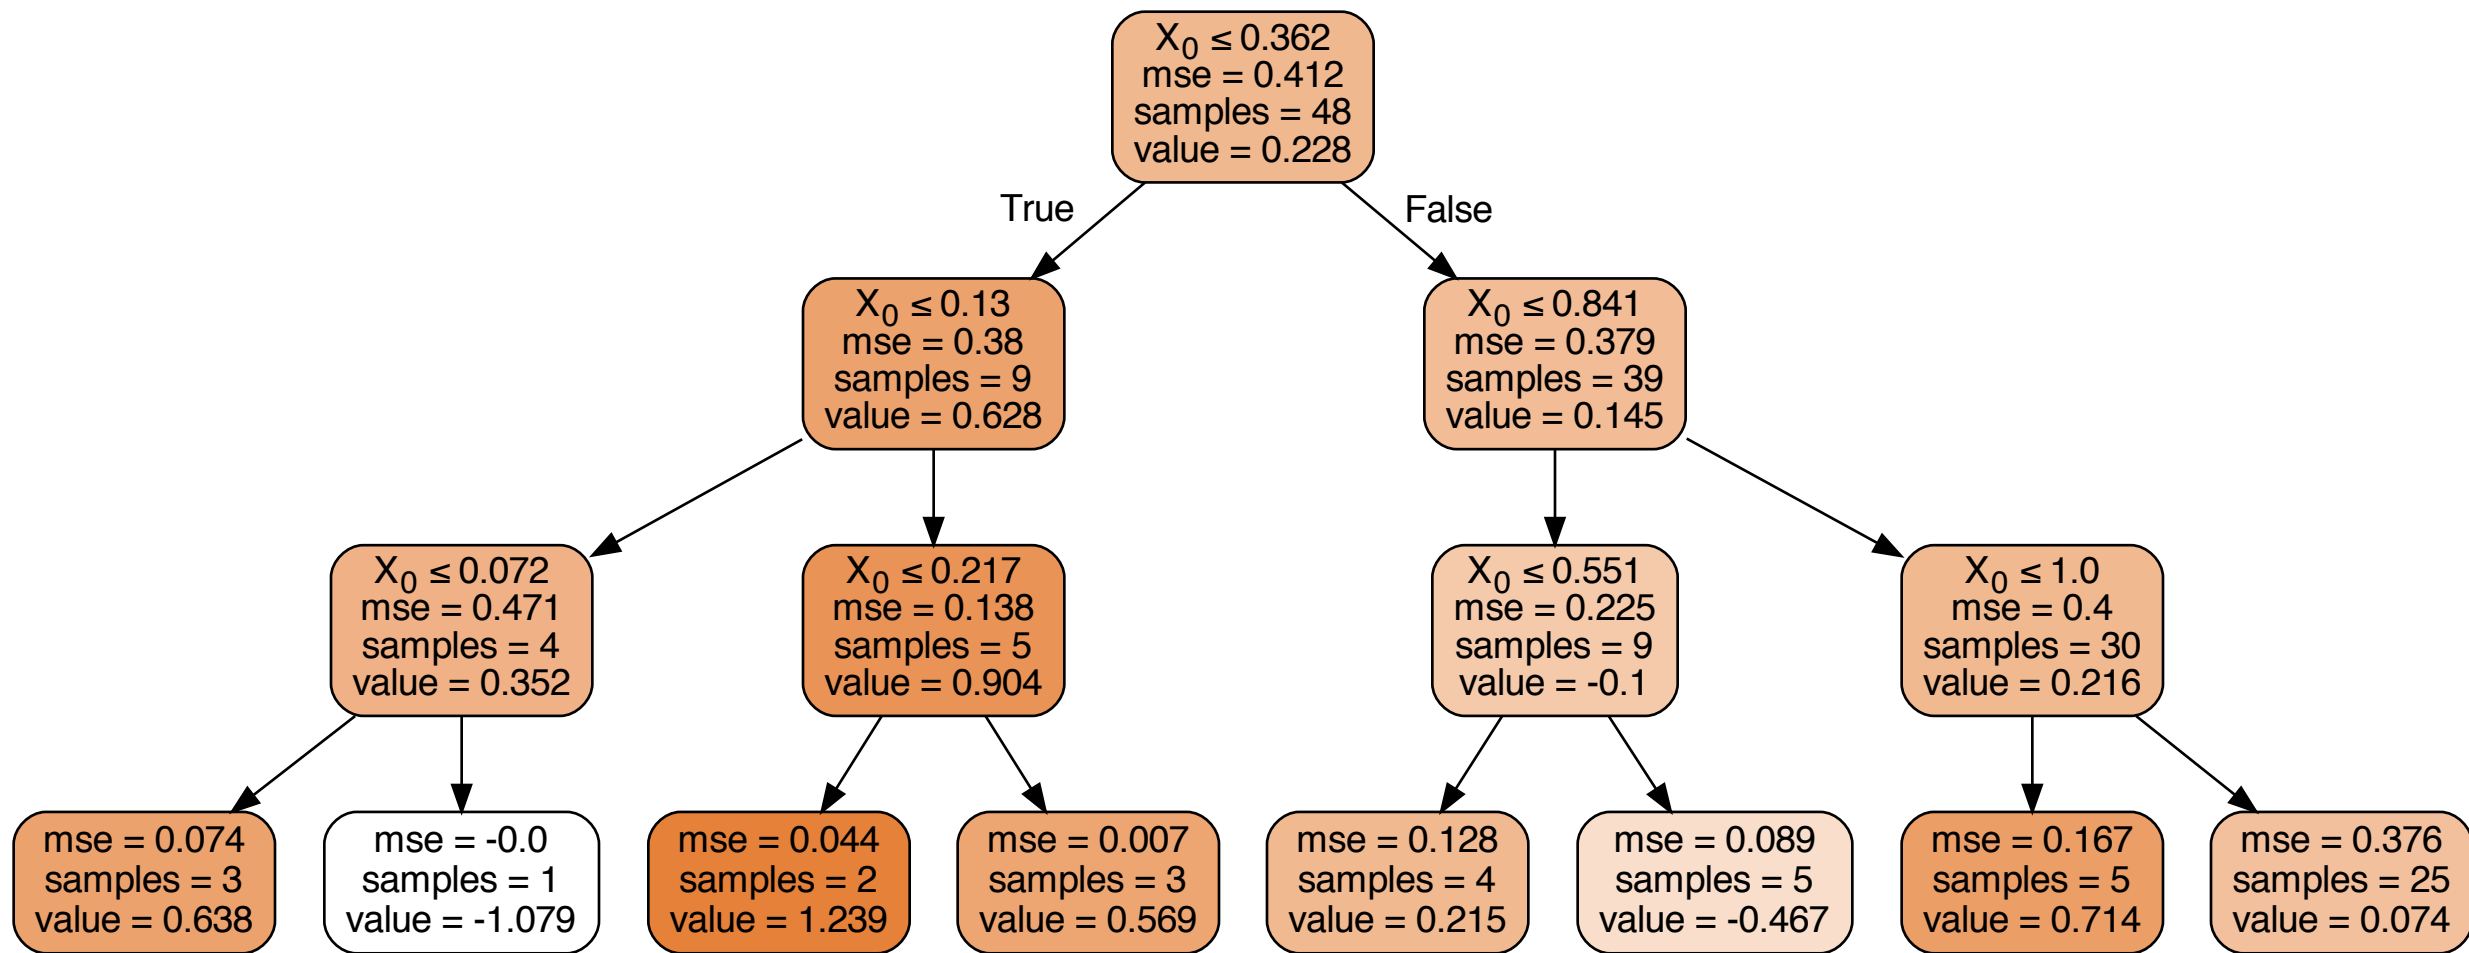 X₀ ≤ 0.362
mse = 0.412
samples = 48
value = 0.228
True
False
X₀ ≤ 0.13
mse = 0.38
samples = 9
value = 0.628
X₀ ≤ 0.841
mse = 0.379
samples = 39
value = 0.145
X₀ ≤ 0.072
mse = 0.471
samples = 4
value = 0.352
X₀ ≤ 0.217
mse = 0.138
samples = 5
value = 0.904
X₀ ≤ 0.551
mse = 0.225
samples = 9
value = -0.1
X₀ ≤ 1.0
mse = 0.4
samples = 30
value = 0.216
mse = 0.074
samples = 3
value = 0.638
mse = -0.0
samples = 1
value = -1.079
mse = 0.044
samples = 2
value = 1.239
mse = 0.007
samples = 3
value = 0.569
mse = 0.128
samples = 4
value = 0.215
mse = 0.089
samples = 5
value = -0.467
mse = 0.167
samples = 5
value = 0.714
mse = 0.376
samples = 25
value = 0.074